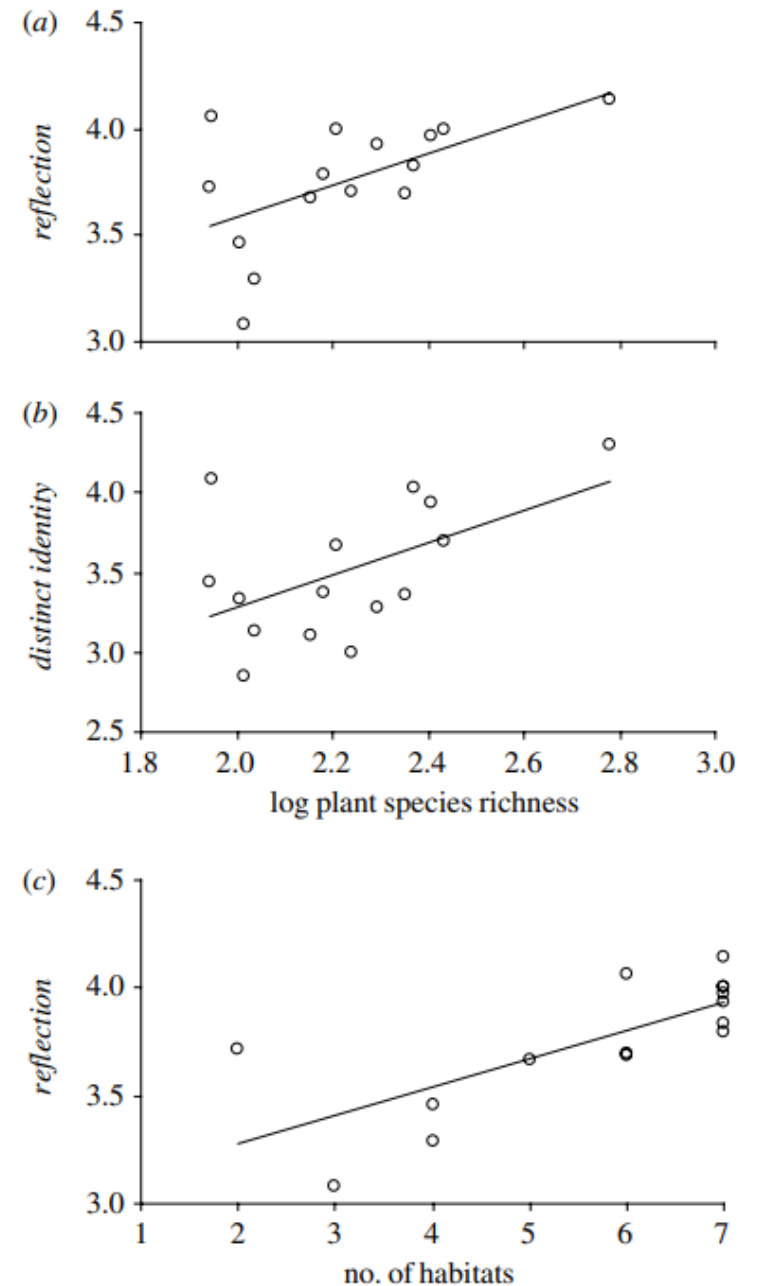 (a)
4.5
4.0
3.5
3.0
reflection
(b)
4.5
4.0
3.5
3.0
2.5
distinct identity
1.8 2.0 2.2 2.4 2.6 2.8 3.0
log plant species richness
(c)
4.5
4.0
3.5
3.0
reflection
1 2 3 4 5 6 7
no. of habitats